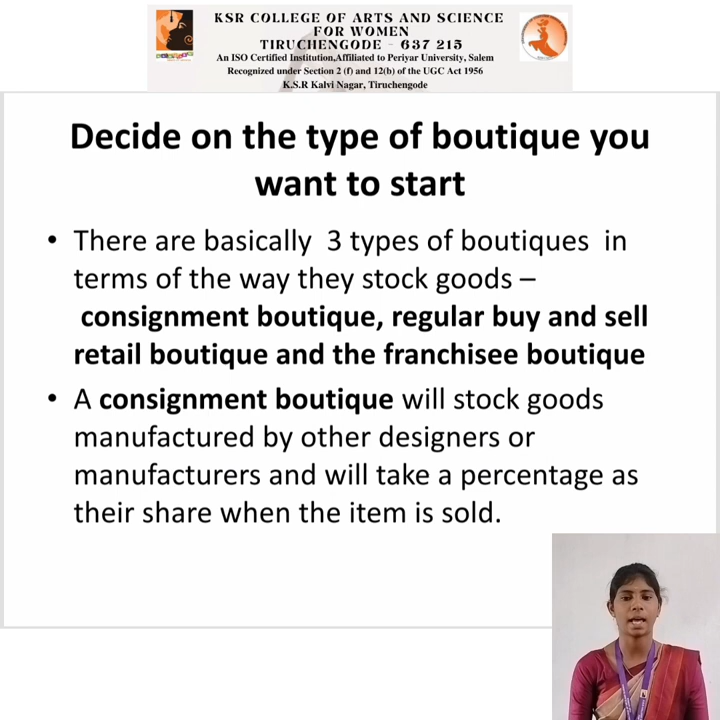 KSR COLLEGE OF ARTS AND SCIENCE
FOR WOMEN
TIRUCHENGODE - 637 215
An ISO Certified Institution,Affiliated to Periyar University, Salem
Recognized under Section 2 (f) and 12(b) of the UGC Act 1956
K.S.R Kalvi Nagar, Tiruchengode
Decide on the type of boutique you
want to start
• There are basically 3 types of boutiques in
terms of the way they stock goods –
consignment boutique, regular buy and sell
retail boutique and the franchisee boutique
• A consignment boutique will stock goods
manufactured by other designers or
manufacturers and will take a percentage as
their share when the item is sold.